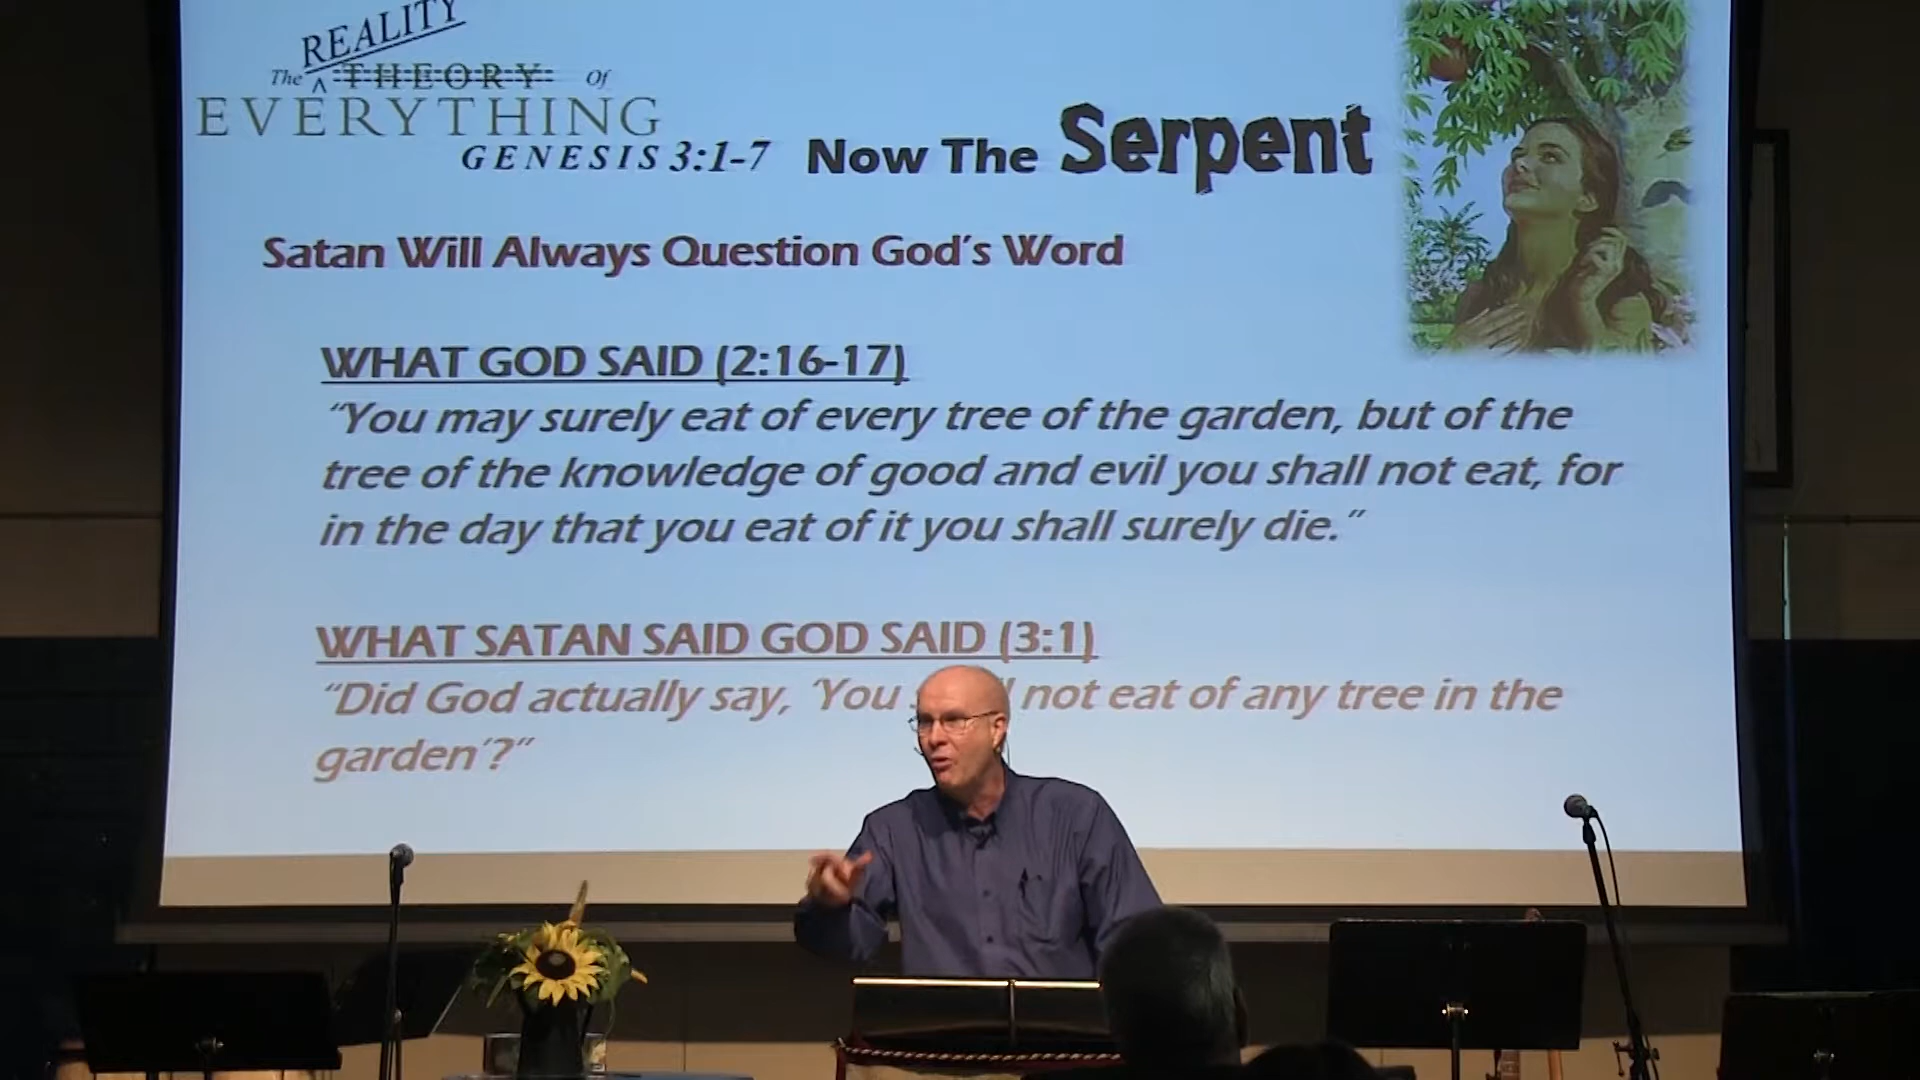 REALITY
The ^ THEORY Of
EVERYTHING
GENESIS 3:1-7 Now The Serpent
Satan Will Always Question God's Word
WHAT GOD SAID (2:16-17)
“You may surely eat of every tree of the garden, but of the
tree of the knowledge of good and evil you shall not eat, for
in the day that you eat of it you shall surely die.”
WHAT SATAN SAID GOD SAID (3:1)
“Did God actually say, ‘You not eat of any tree in the
garden’?”